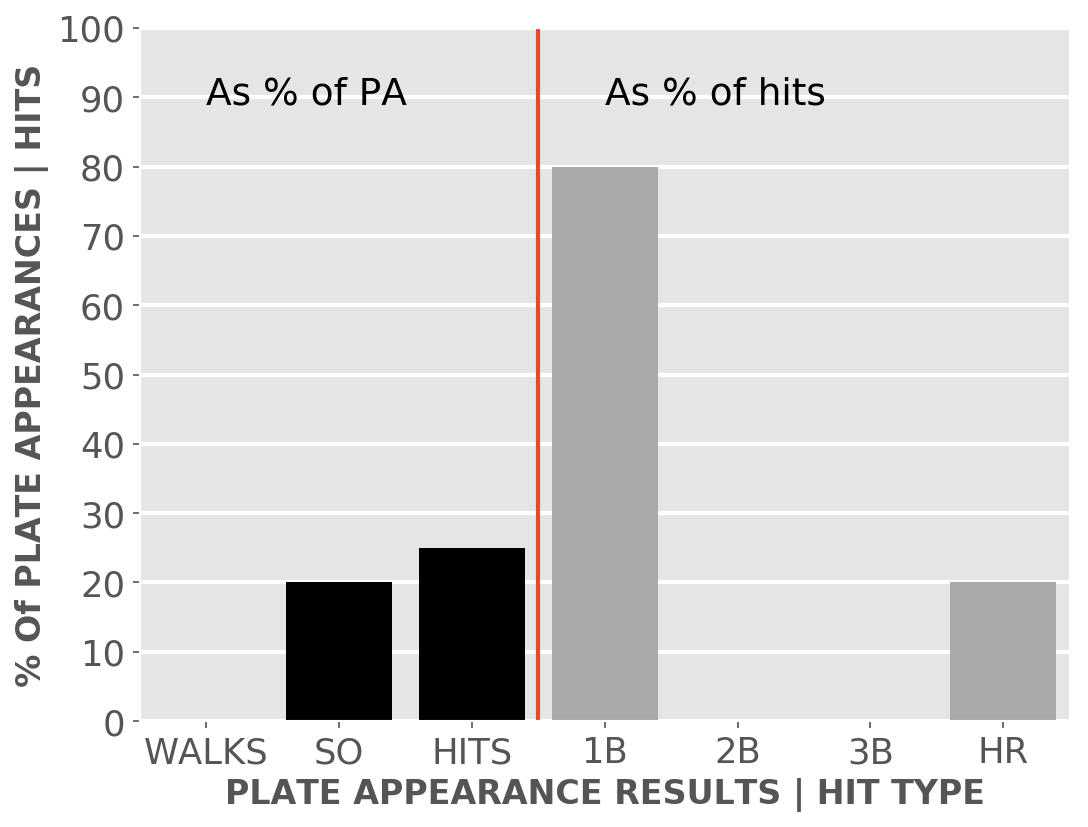 % Of PLATE APPEARANCES | HITS
100
90
80
70
60
50
40
30
20
10
0
As % of PA
As % of hits
WALKS SO HITS 1B 2B 3B HR
PLATE APPEARANCE RESULTS | HIT TYPE